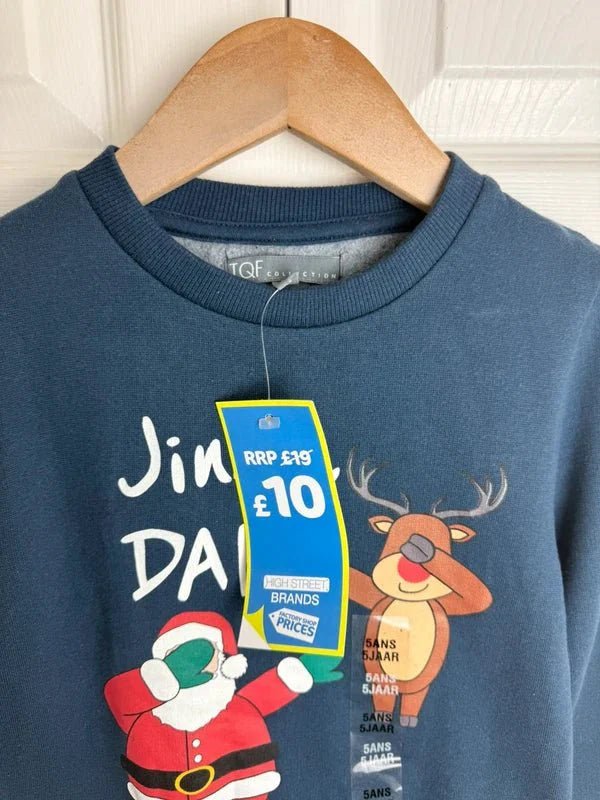 TQF COLLECTION
Jin
DA
RRP £19
£10
HIGH STREET
BRANDS
FACTORY SHOP
PRICES
5ANS
5JAAR
5ANS
5JAAR
5ANS
5JAAR
5ANS
5JAAR
5ANS